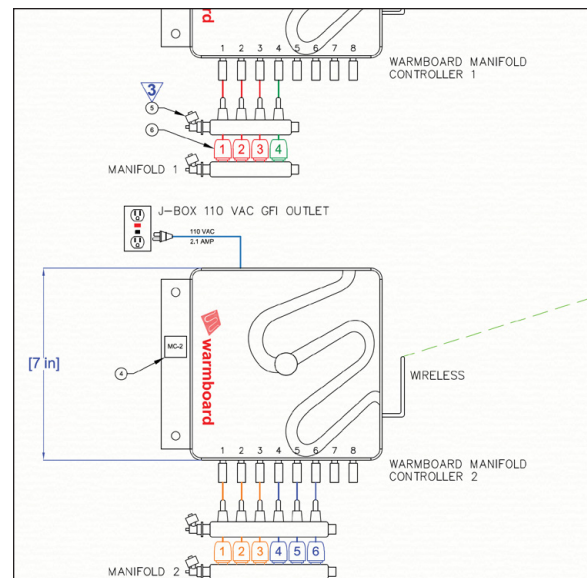 rd
1 2 3 4 5 6 7 8
WARMBOARD MANIFOLD
CONTROLLER 1
3
5
6
1 2 3 4
MANIFOLD 1
J-BOX 110 VAC GFI OUTLET
110 VAC
2.1 AMP
[7 in]
MC-2
4
warmboard
WIRELESS
1 2 3 4 5 6 7 8
WARMBOARD MANIFOLD
CONTROLLER 2
1 2 3 4 5 6
MANIFOLD 2